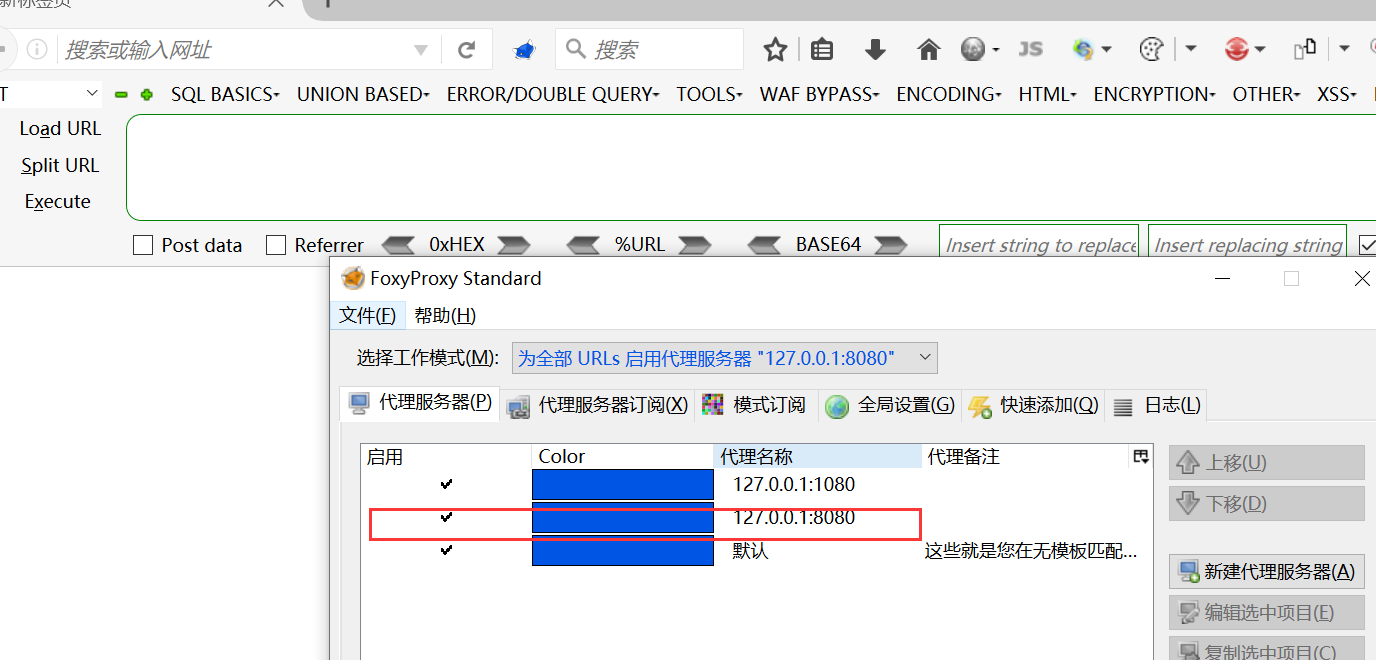 新标签页
搜索或输入网址 搜索 JS
T SQL BASICS UNION BASED ERROR/DOUBLE QUERY TOOLS WAF BYPASS ENCODING HTML ENCRYPTION OTHER XSS
Load URL
Split URL
Execute
Post data Referrer 0xHEX %URL BASE64 Insert string to replace Insert replacing string
FoxyProxy Standard
文件(F) 帮助(H)
选择工作模式(M): 为全部 URLs 启用代理服务器 "127.0.0.1:8080"
代理服务器(P) 代理服务器订阅(X) 模式订阅 全局设置(G) 快速添加(Q) 日志(L)
启用 Color 代理名称 代理备注
127.0.0.1:1080
127.0.0.1:8080
默认 这些就是您在无模板匹配...
上移(U)
下移(D)
新建代理服务器(A)
编辑选中项目(E)
复制选中项目(C)